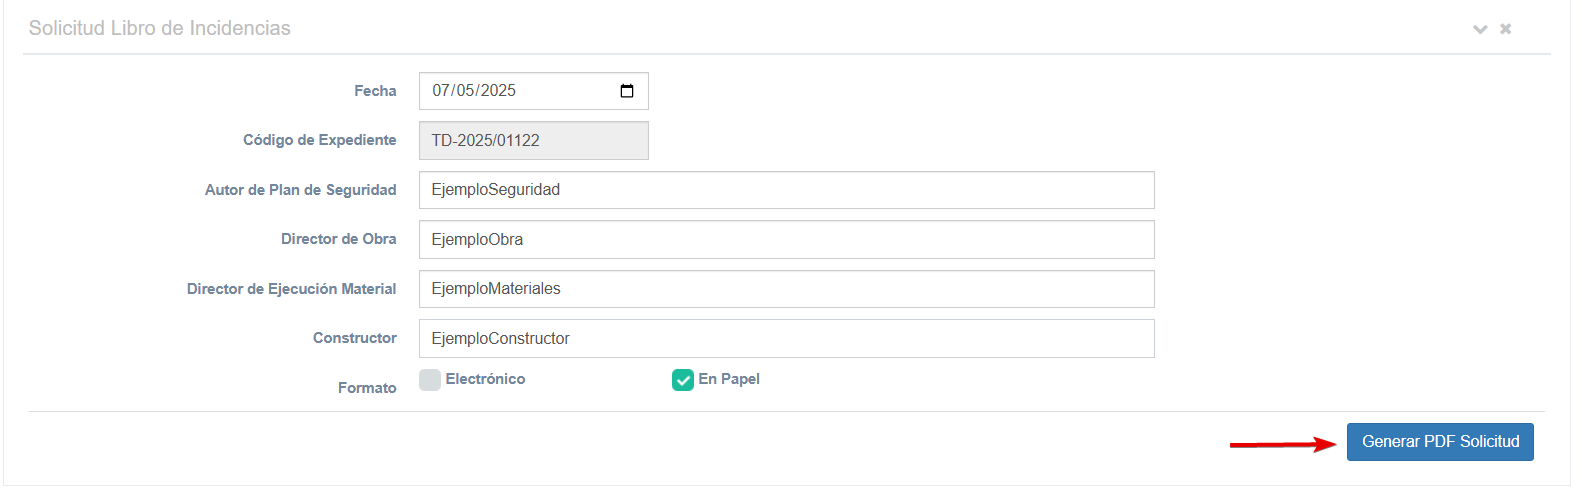 Solicitud Libro de Incidencias
Fecha 07/05/2025
Código de Expediente TD-2025/01122
Autor de Plan de Seguridad EjemploSeguridad
Director de Obra EjemploObra
Director de Ejecución Material EjemploMateriales
Constructor EjemploConstructor
Formato Electrónico En Papel
Generar PDF Solicitud